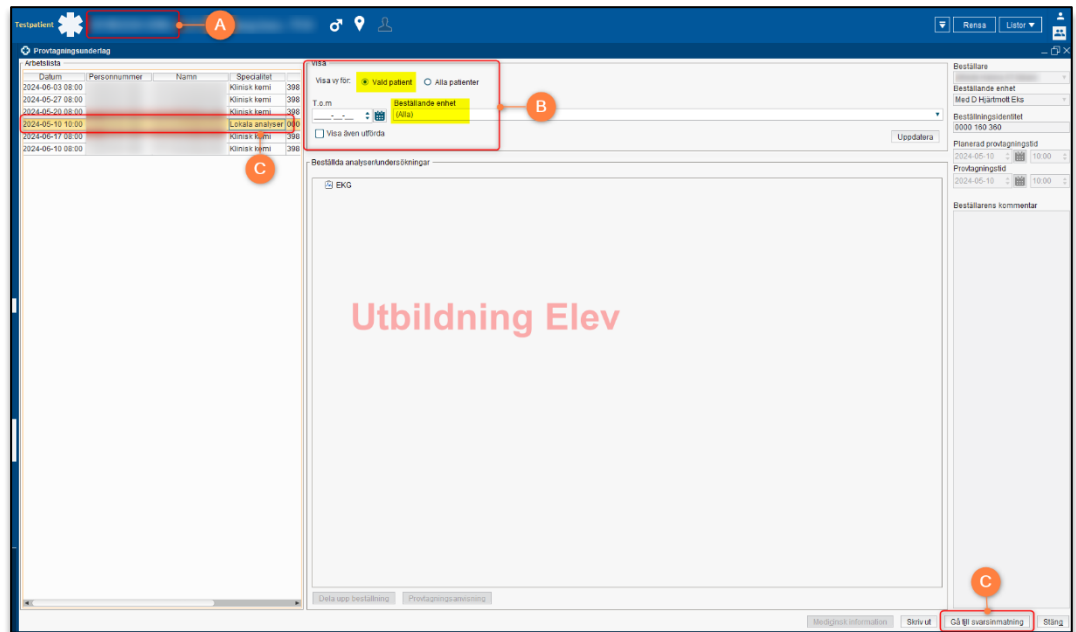 Testpatient
A
Rensa
Listor
Provtagningsunderlag
Arbetslista
Datum Personnummer Namn Specialitet
2024-06-03 08:00 Klinisk kemi 398
2024-05-27 08:00 Klinisk kemi 398
2024-05-20 08:00 Klinisk kemi 398
2024-05-10 10:00 Lokala analyser 000
2024-06-17 08:00 Klinisk kemi 398
2024-06-10 08:00 Klinisk kemi 398
C
Visa
Visa vy för: Vald patient Alla patienter
T.o.m Beställande enhet
____-__-__ (Alla)
Visa även utförda
B
Uppdatera
Beställda analyser/undersökningar
EKG
Utbildning Elev
Dela upp beställning Provtagningsanvisning
Beställare
Beställande enhet
Med D Hjärtmott Eks
Beställningsidentitet
0000 160 360
Planerad provtagningstid
2024-05-10 10:00
Provtagningstid
2024-05-10 10:00
Beställarens kommentar
C
Medicinsk information Skriv ut Gå till svarsinmatning Stäng